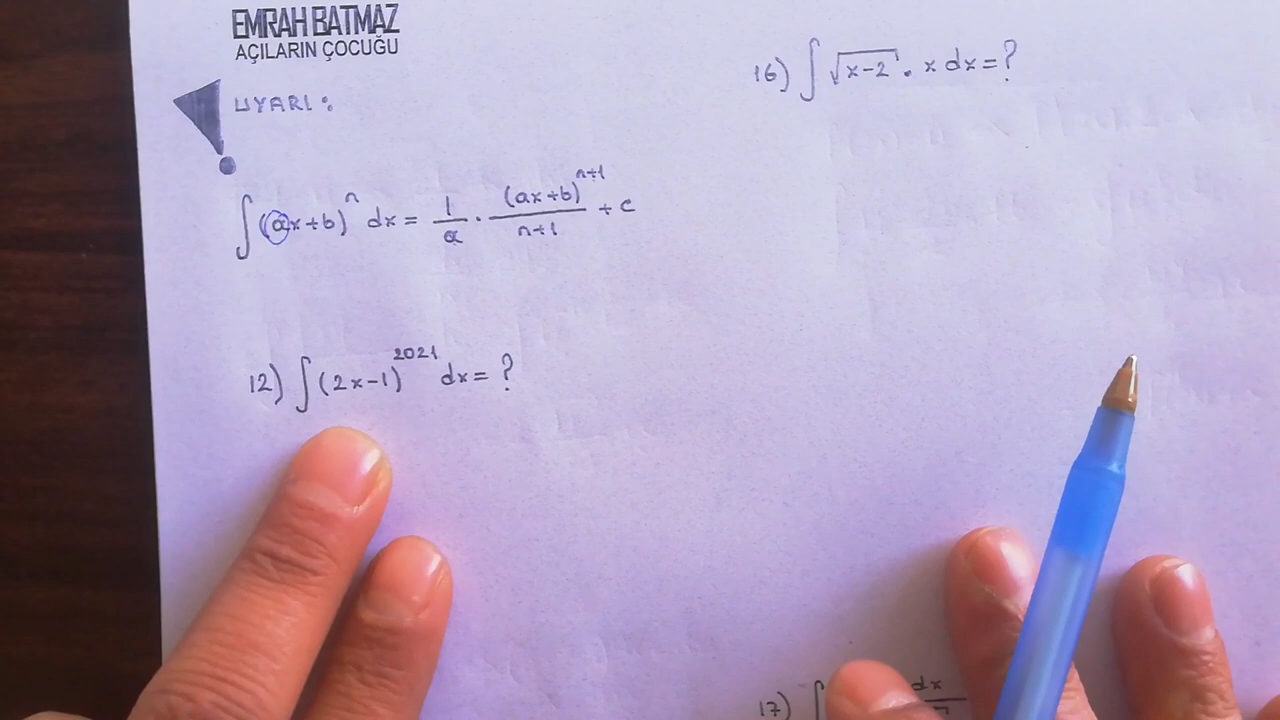 EMRAH BATMAZ
AÇILARIN ÇOCUĞU
UYARI :
∫(ax+b)^n dx = 1/a · (ax+b)^(n+1)/(n+1) + c
12) ∫(2x-1)^2021 dx = ?
16) ∫√(x-2) · x dx = ?
17) ∫ dx